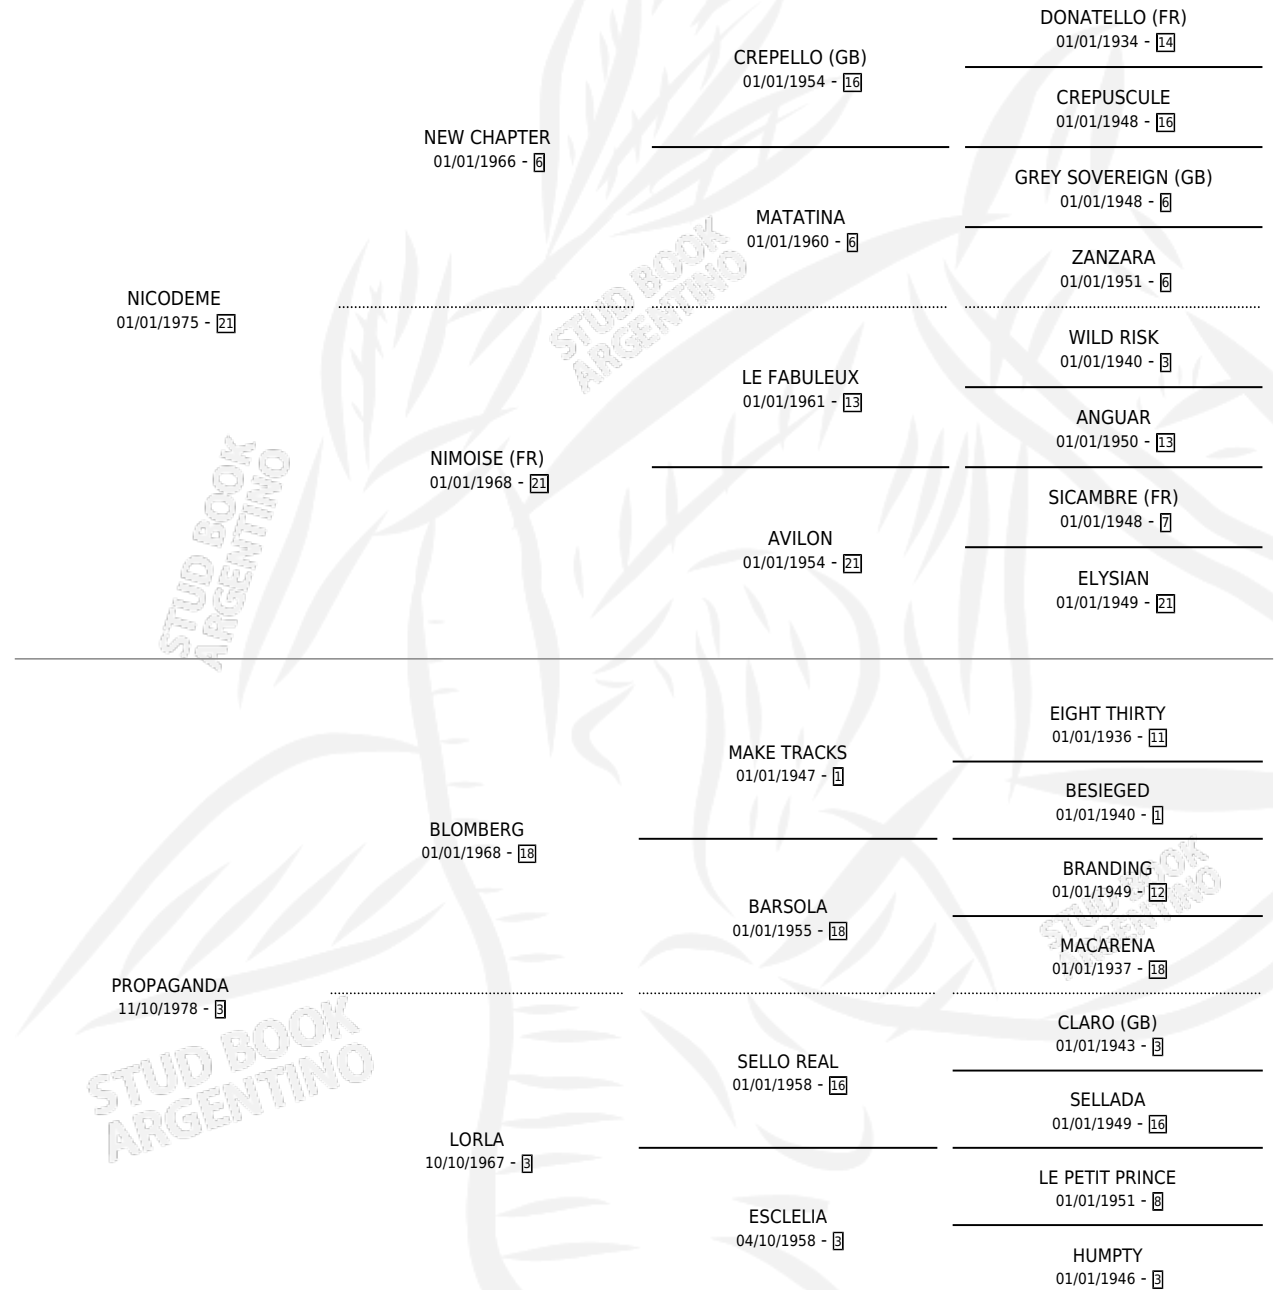 DONATELLO (FR)
01/01/1934 - 14
CREPELLO (GB)
01/01/1954 - 16
CREPUSCULE
01/01/1948 - 16
NEW CHAPTER
01/01/1966 - 6
GREY SOVEREIGN (GB)
01/01/1948 - 6
MATATINA
01/01/1960 - 6
ZANZARA
01/01/1951 - 6
NICODEME
01/01/1975 - 21
WILD RISK
01/01/1940 - 3
LE FABULEUX
01/01/1961 - 13
ANGUAR
01/01/1950 - 13
NIMOISE (FR)
01/01/1968 - 21
SICAMBRE (FR)
01/01/1948 - 7
AVILON
01/01/1954 - 21
ELYSIAN
01/01/1949 - 21
EIGHT THIRTY
01/01/1936 - 11
MAKE TRACKS
01/01/1947 - 1
BESIEGED
01/01/1940 - 1
BLOMBERG
01/01/1968 - 18
BRANDING
01/01/1949 - 12
BARSOLA
01/01/1955 - 18
MACARENA
01/01/1937 - 18
PROPAGANDA
11/10/1978 - 3
CLARO (GB)
01/01/1943 - 3
SELLO REAL
01/01/1958 - 16
SELLADA
01/01/1949 - 16
LORLA
10/10/1967 - 3
LE PETIT PRINCE
01/01/1951 - 8
ESCLELIA
04/10/1958 - 3
HUMPTY
01/01/1946 - 3
STUD BOOK
ARGENTINO
STUD BOOK
ARGENTINO
STUD BOOK
ARGENTINO
STUD BOOK
ARGENTINO